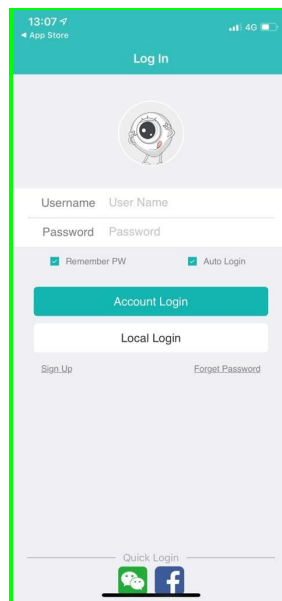 13:07
4G
◀ App Store
Log In
Username User Name
Password Password
Remember PW Auto Login
Account Login
Local Login
Sign Up Forget Password
Quick Login
f